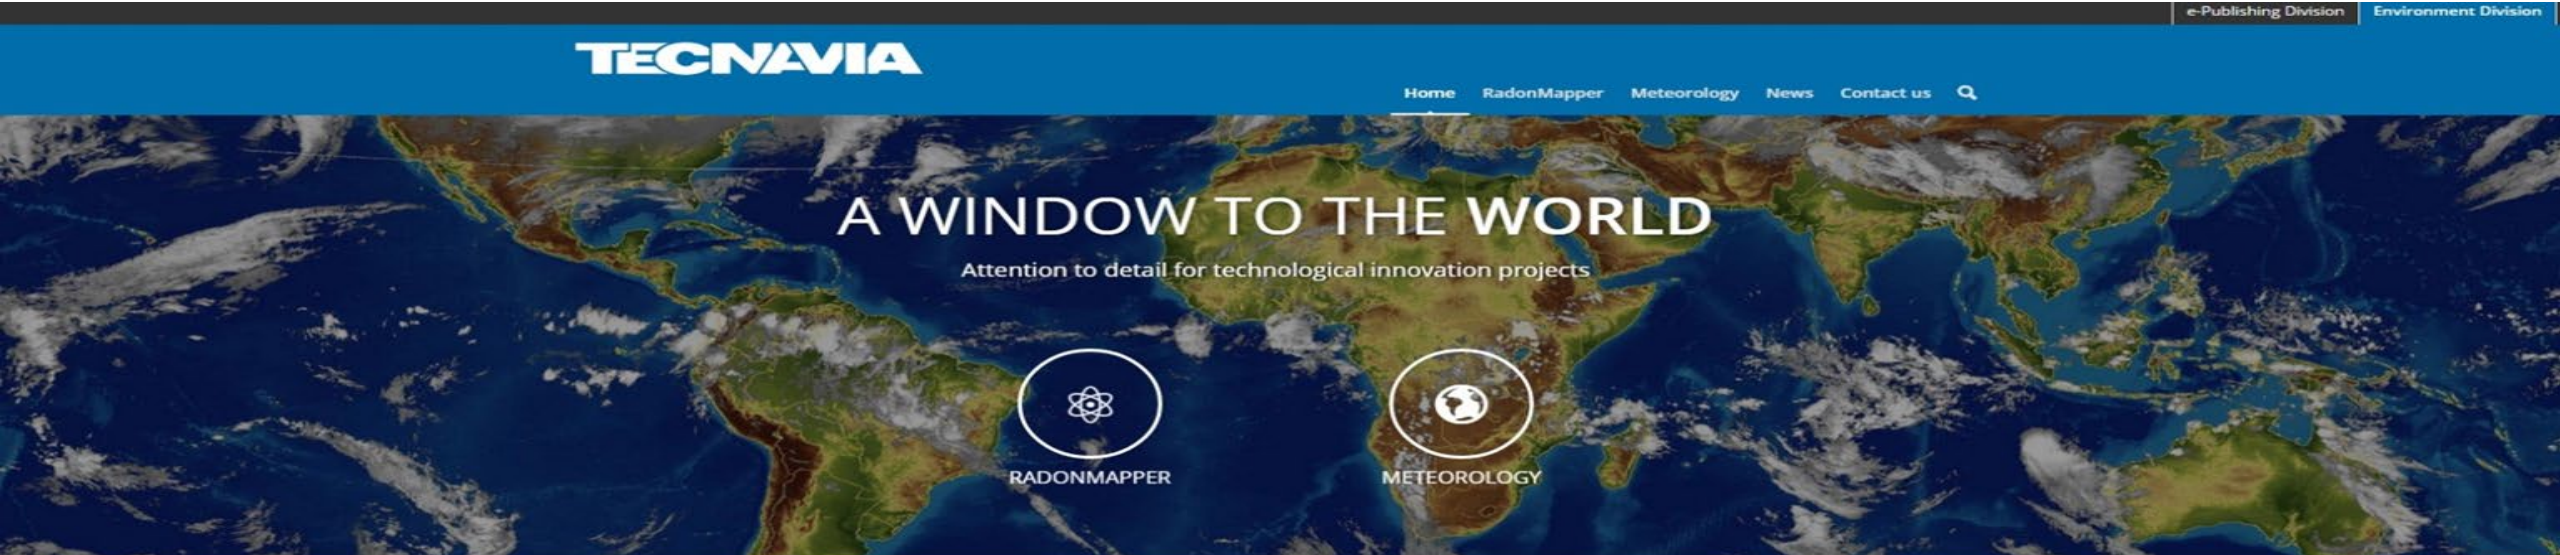 e-Publishing Division Environment Division
TECNAVIA
Home RadonMapper Meteorology News Contact us
A WINDOW TO THE WORLD
Attention to detail for technological innovation projects
RADONMAPPER METEOROLOGY